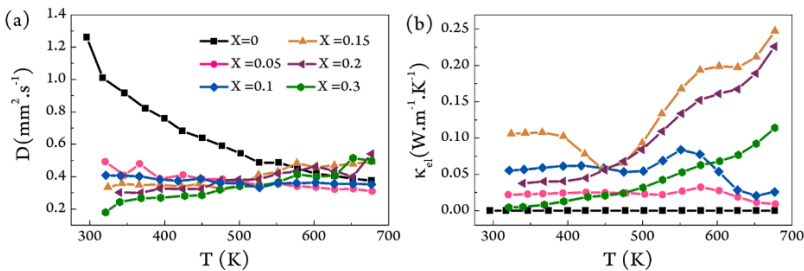 (a)
D(mm².s⁻¹)
1.4
1.2
1.0
0.8
0.6
0.4
0.2
X=0
X=0.05
X=0.1
X=0.15
X=0.2
X=0.3
300 400 500 600 700
T (K)
(b)
κel(W.m⁻¹.K⁻¹)
0.25
0.20
0.15
0.10
0.05
0.00
300 400 500 600 700
T (K)